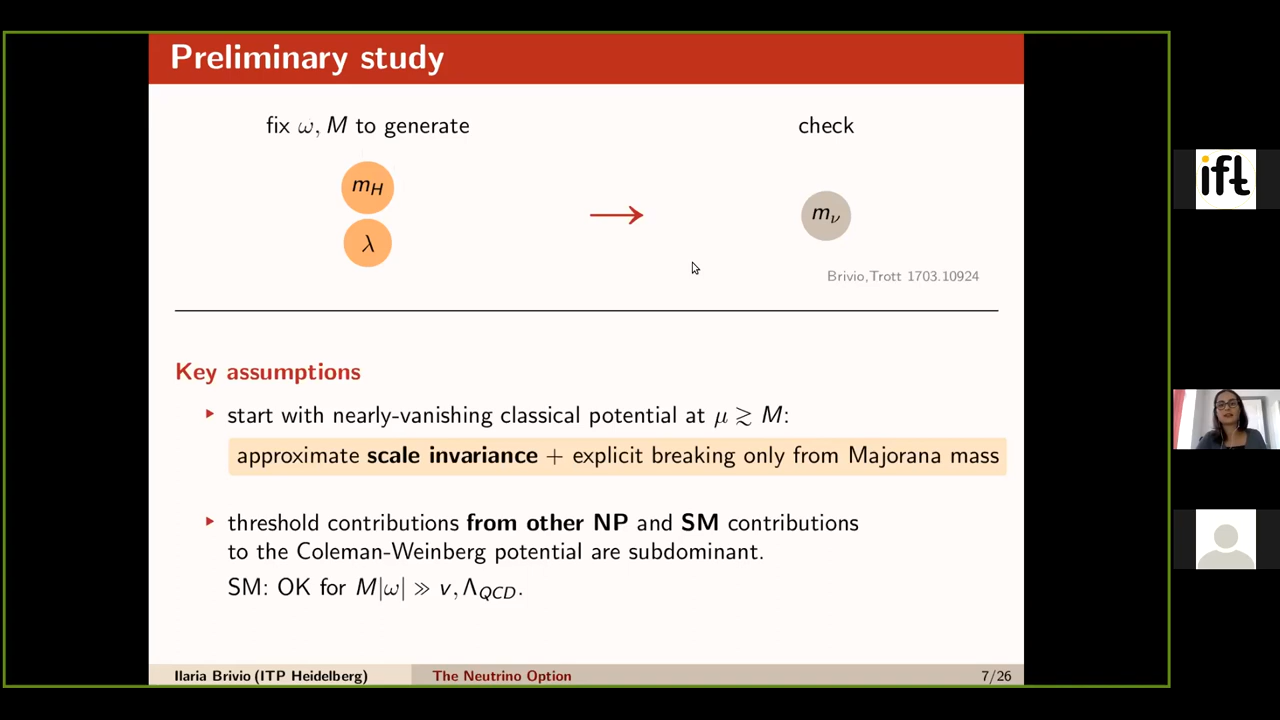 Preliminary study
fix ω, M to generate
check
m_H
λ
m_ν
Brivio,Trott 1703.10924
Key assumptions
start with nearly-vanishing classical potential at μ ≳ M:
approximate scale invariance + explicit breaking only from Majorana mass
threshold contributions from other NP and SM contributions
to the Coleman-Weinberg potential are subdominant.
SM: OK for M|ω| ≫ v, Λ_QCD.
Ilaria Brivio (ITP Heidelberg)
The Neutrino Option
7/26
ift